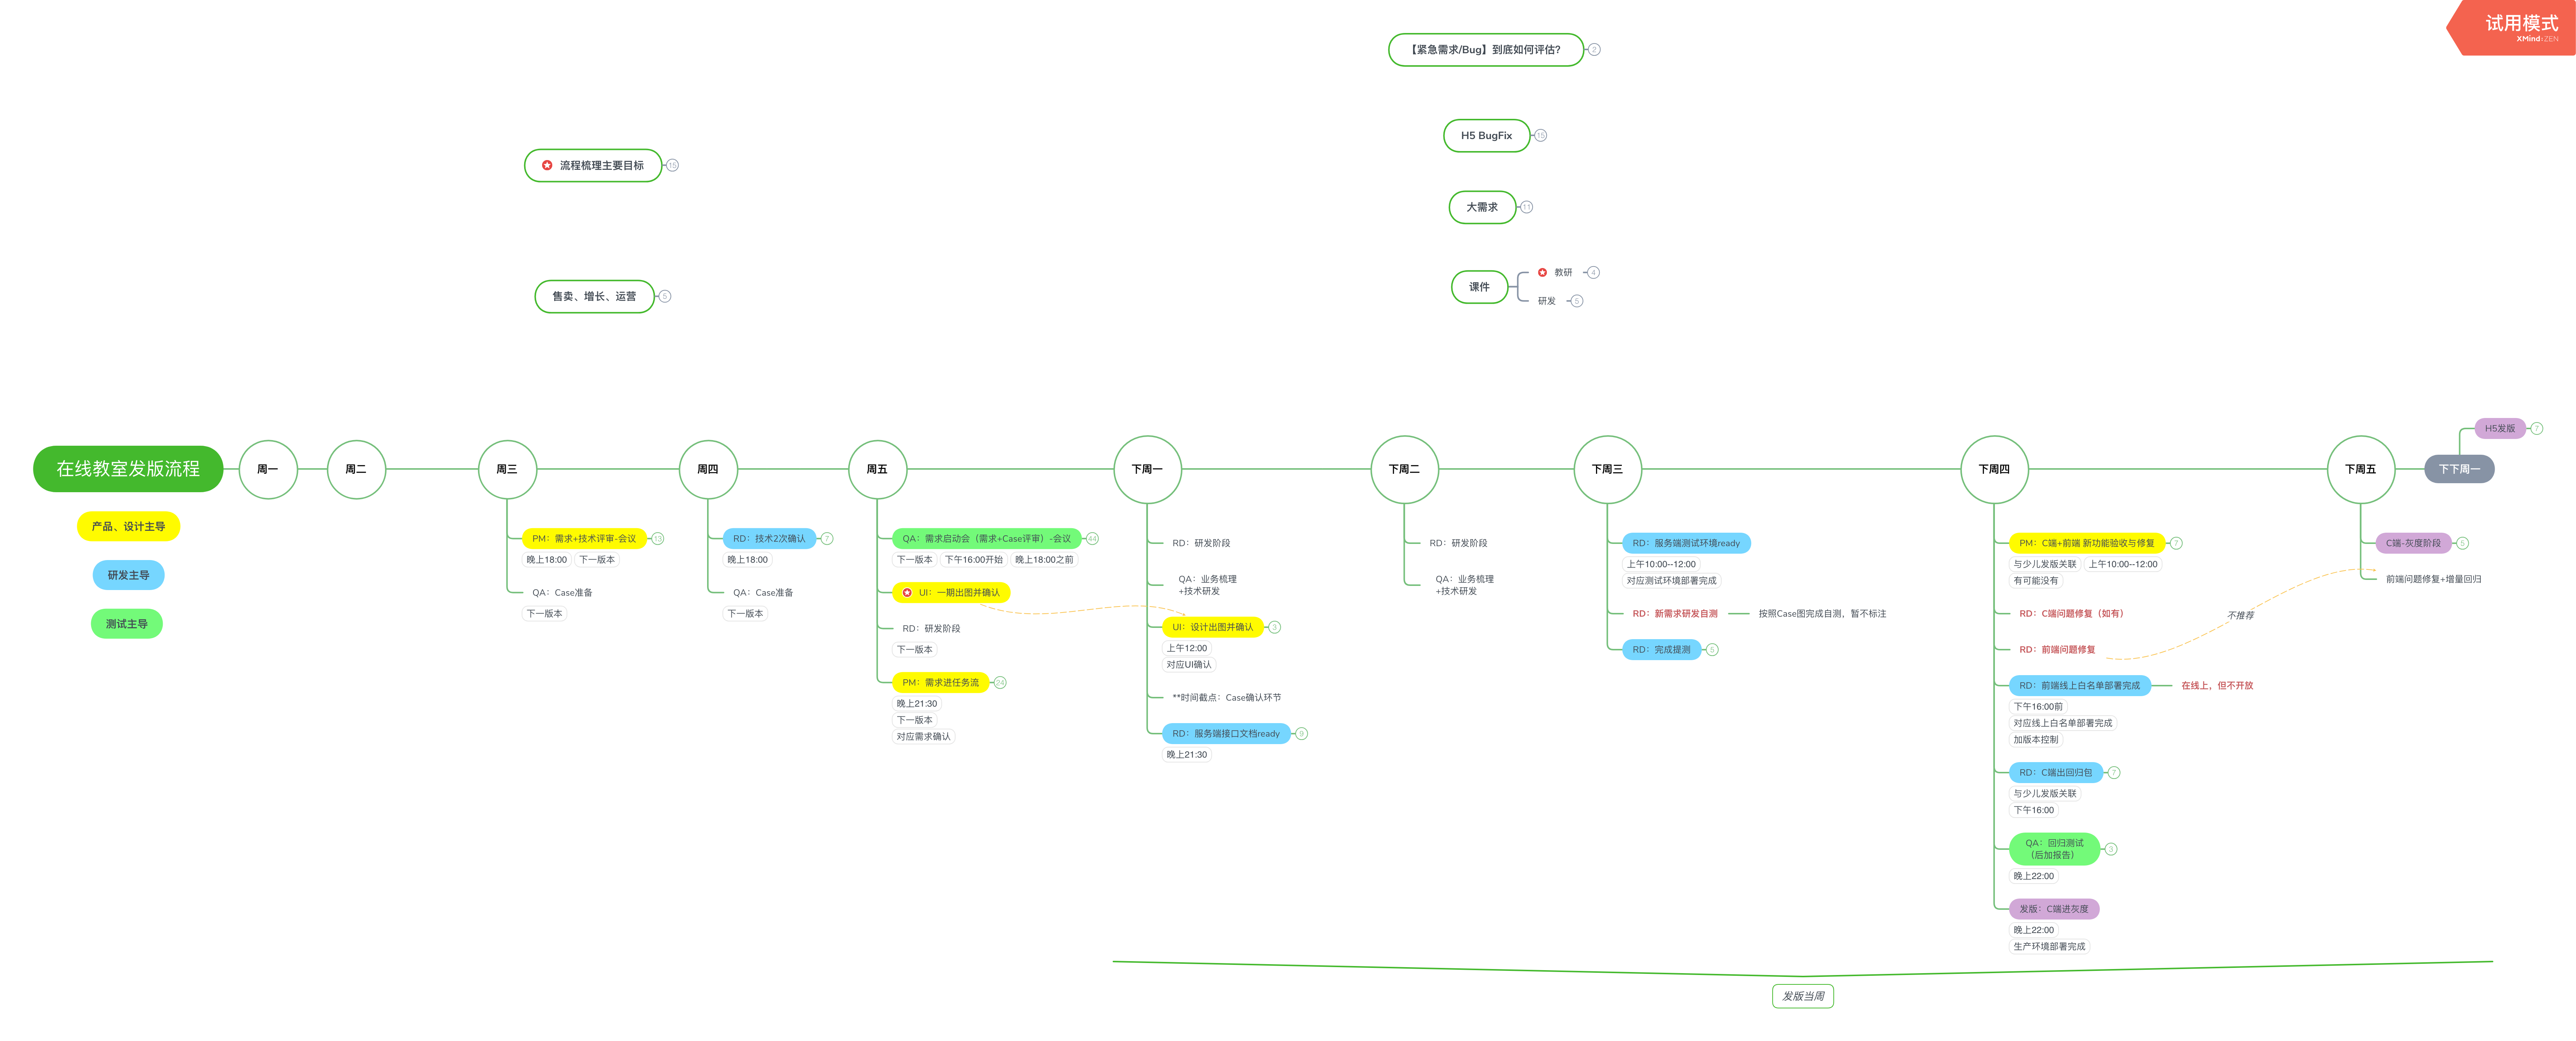 试用模式
XMind:ZEN
【紧急需求/Bug】到底如何评估?
2
H5 BugFix
15
流程梳理主要目标
15
大需求
11
课件
教研
4
研发
5
售卖、增长、运营
5
在线教室发版流程
周一
周二
周三
周四
周五
下周一
下周二
下周三
下周四
下周五
下下周一
H5发版
7
产品、设计主导
研发主导
测试主导
PM：需求+技术评审-会议
13
晚上18:00
下一版本
QA：Case准备
下一版本
RD：技术2次确认
7
晚上18:00
QA：Case准备
下一版本
QA：需求启动会（需求+Case评审）-会议
44
下一版本
下午16:00开始
晚上18:00之前
UI：一期出图并确认
RD：研发阶段
下一版本
PM：需求进任务流
24
晚上21:30
下一版本
对应需求确认
RD：研发阶段
QA：业务梳理
+技术研发
UI：设计出图并确认
3
上午12:00
对应UI确认
**时间截点：Case确认环节
RD：服务端接口文档ready
9
晚上21:30
RD：研发阶段
QA：业务梳理
+技术研发
RD：服务端测试环境ready
上午10:00--12:00
对应测试环境部署完成
RD：新需求研发自测
按照Case图完成自测，暂不标注
RD：完成提测
5
PM：C端+前端 新功能验收与修复
7
与少儿发版关联
上午10:00--12:00
有可能没有
RD：C端问题修复（如有）
RD：前端问题修复
不推荐
RD：前端线上白名单部署完成
在线上，但不开放
下午16:00前
对应线上白名单部署完成
加版本控制
RD：C端出回归包
7
与少儿发版关联
下午16:00
QA：回归测试
（后加报告）
3
晚上22:00
发版：C端进灰度
晚上22:00
生产环境部署完成
C端-灰度阶段
5
前端问题修复+增量回归
发版当周